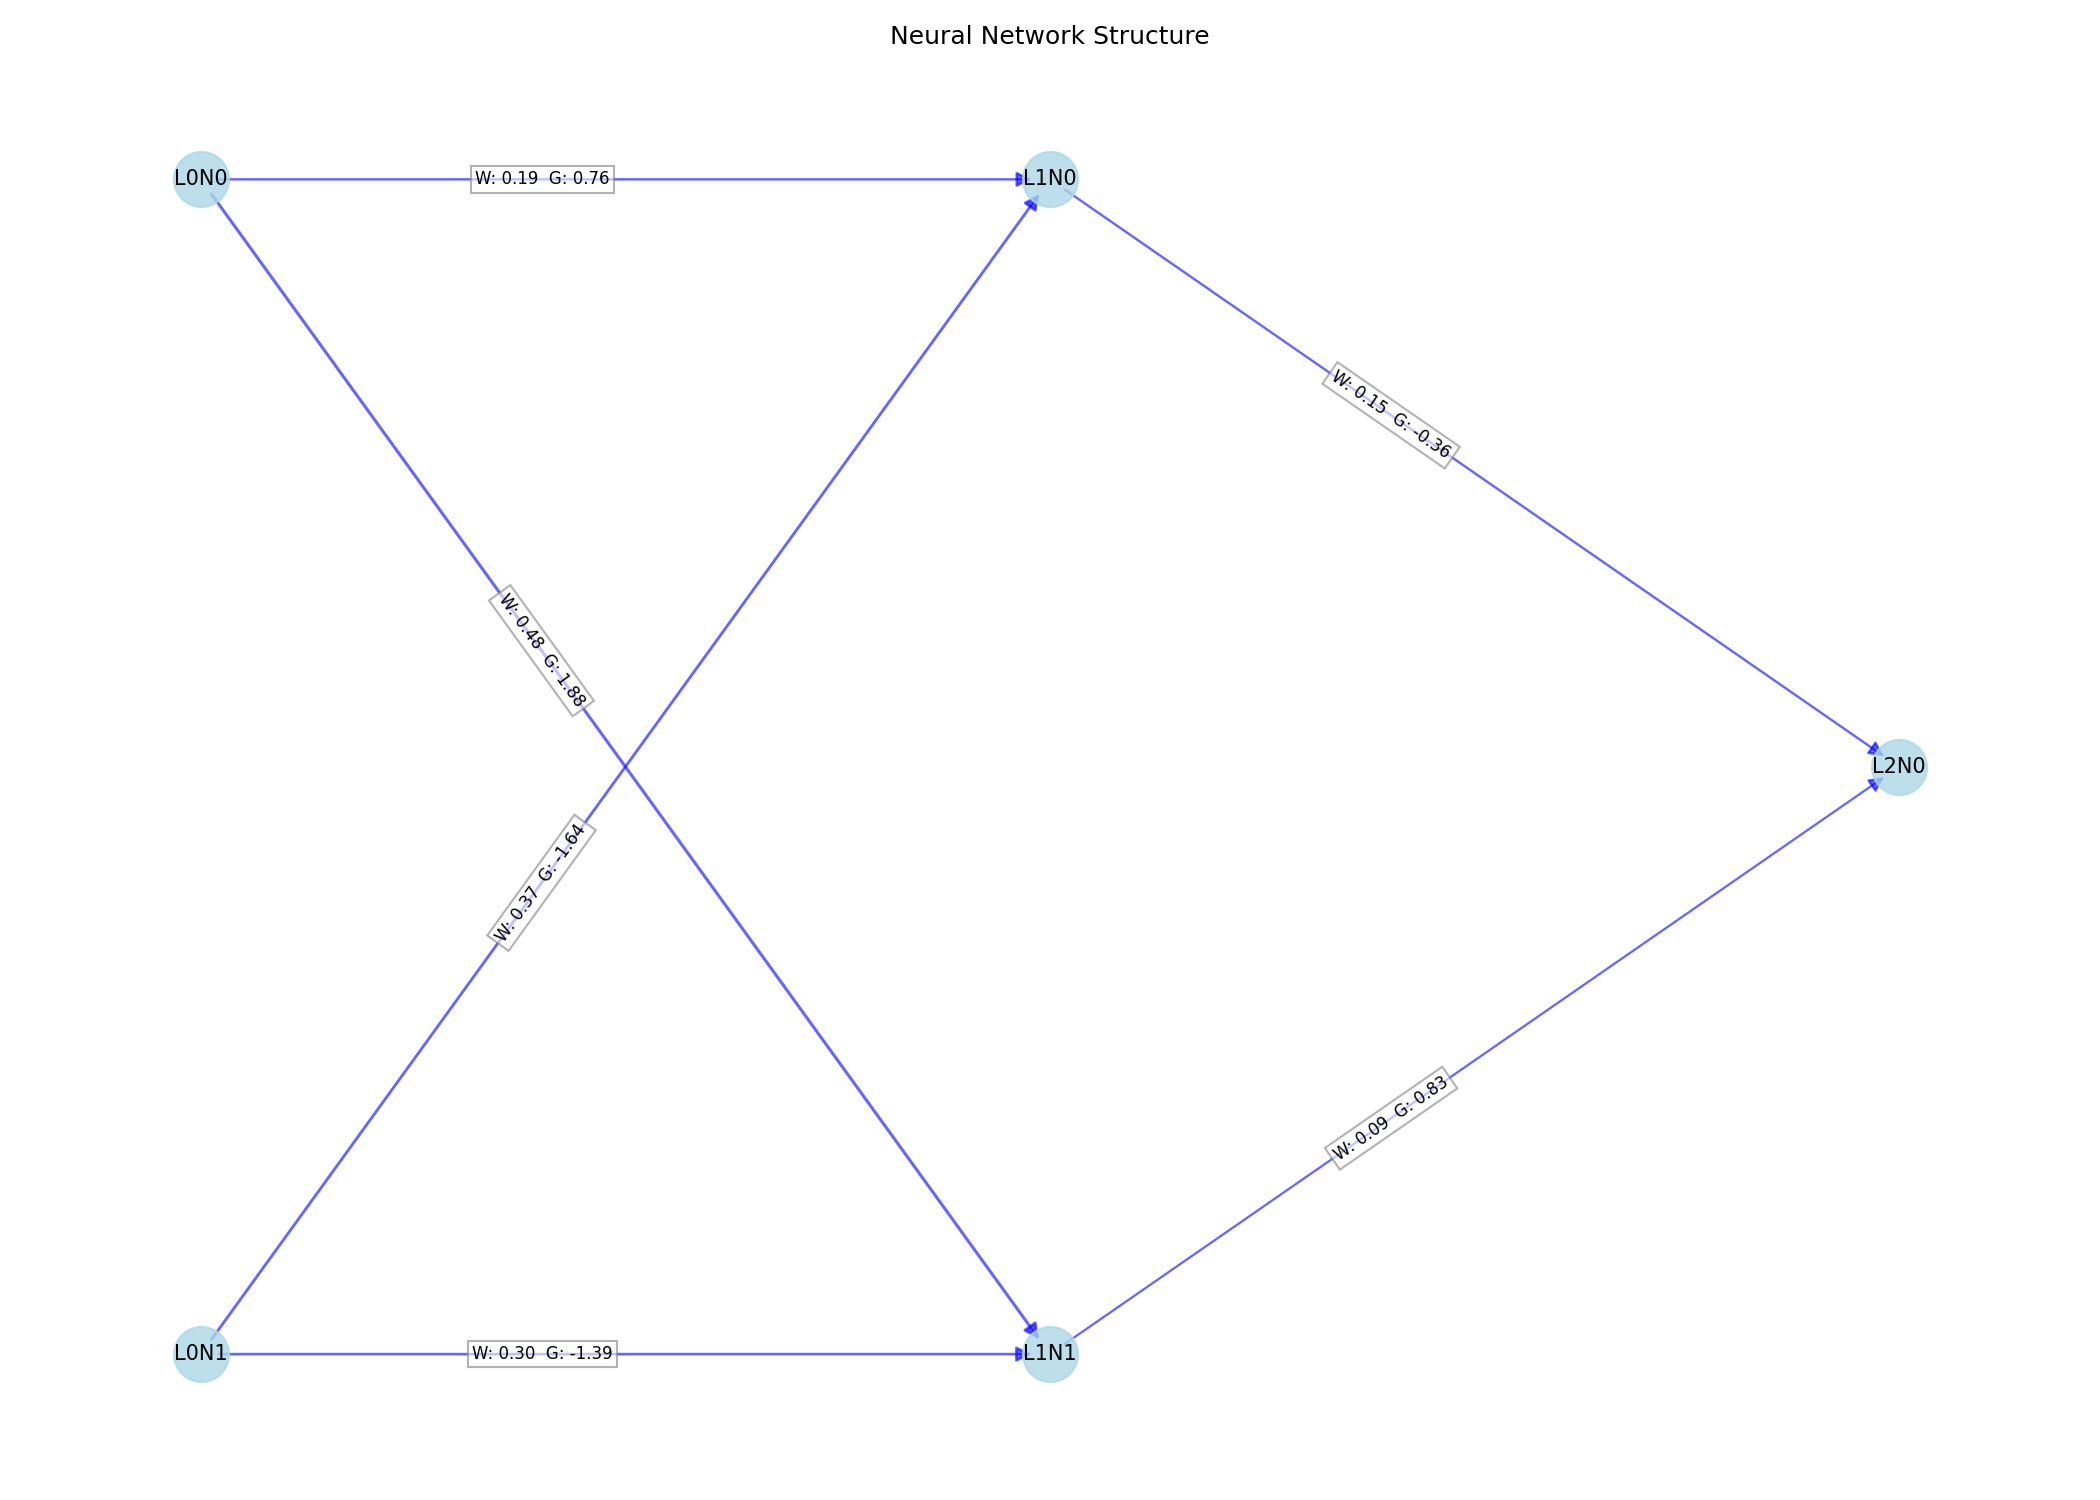 Neural Network Structure
L0N0
W: 0.19  G: 0.76
L1N0
W: 0.15  G: -0.36
W: 0.48  G: 1.88
L2N0
W: 0.37  G: -1.64
W: 0.09  G: 0.83
L0N1
W: 0.30  G: -1.39
L1N1